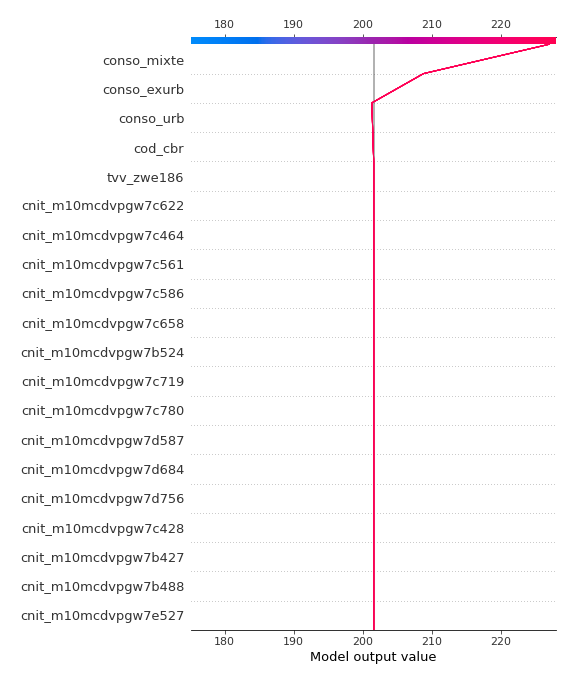 180 190 200 210 220
conso_mixte
conso_exurb
conso_urb
cod_cbr
tvv_zwe186
cnit_m10mcdvpgw7c622
cnit_m10mcdvpgw7c464
cnit_m10mcdvpgw7c561
cnit_m10mcdvpgw7c586
cnit_m10mcdvpgw7c658
cnit_m10mcdvpgw7b524
cnit_m10mcdvpgw7c719
cnit_m10mcdvpgw7c780
cnit_m10mcdvpgw7d587
cnit_m10mcdvpgw7d684
cnit_m10mcdvpgw7d756
cnit_m10mcdvpgw7c428
cnit_m10mcdvpgw7b427
cnit_m10mcdvpgw7b488
cnit_m10mcdvpgw7e527
180 190 200 210 220
Model output value